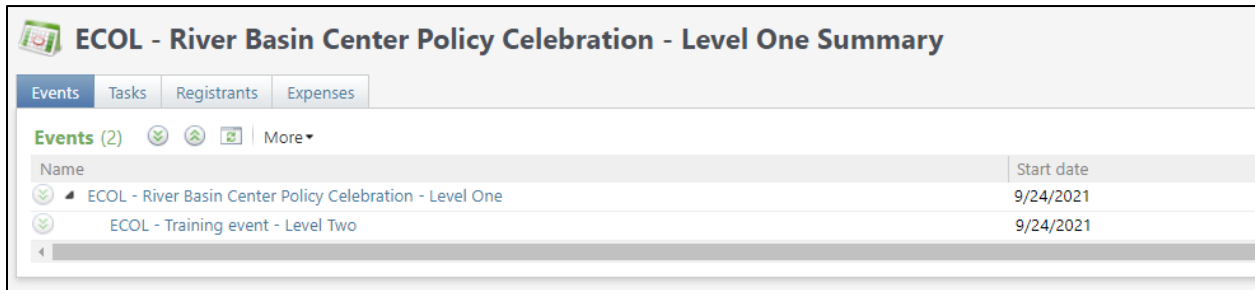 ECOL - River Basin Center Policy Celebration - Level One Summary
Events Tasks Registrants Expenses
Events (2) More
Name Start date
ECOL - River Basin Center Policy Celebration - Level One 9/24/2021
ECOL - Training event - Level Two 9/24/2021